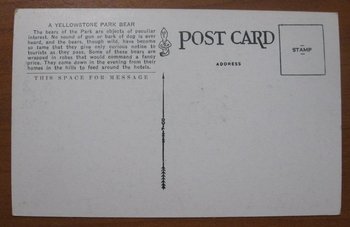 A YELLOWSTONE PARK BEAR
The bears of the Park are objects of peculiar
interest. No sound of gun or bark of dog is ever
heard, and the bears, though wild, have become
so tame that they give only curious notice to
tourists as they pass. Some of these bears are
wrapped in robes that would command a fancy
price. They come down in the evening from their
homes in the hills to feed around the hotels.
THIS SPACE FOR MESSAGE
POST CARD
ADDRESS
STAMP